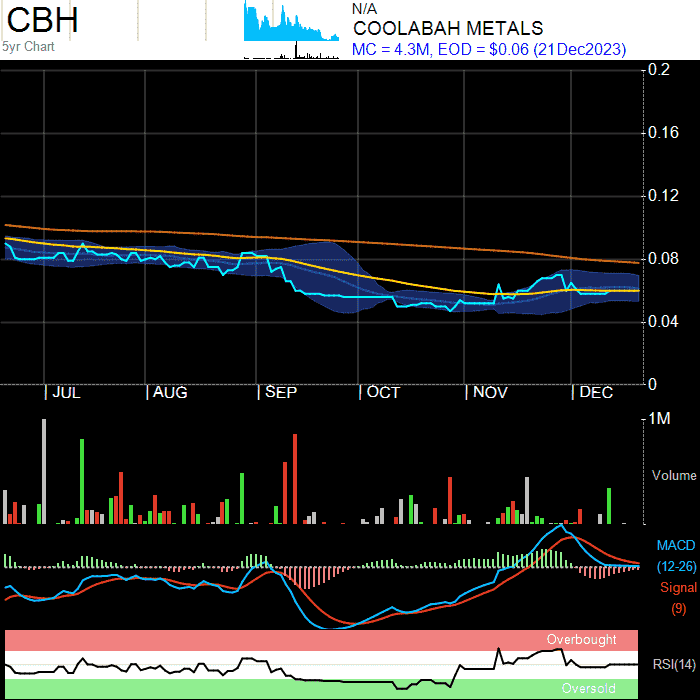 CBH
5yr Chart
N/A
COOLABAH METALS
MC = 4.3M, EOD = $0.06 (21Dec2023)
0.2
0.16
0.12
0.08
0.04
0
| JUL | AUG | SEP | OCT | NOV | DEC
1M
Volume
MACD
(12-26)
Signal
(9)
Overbought
RSI(14)
Oversold